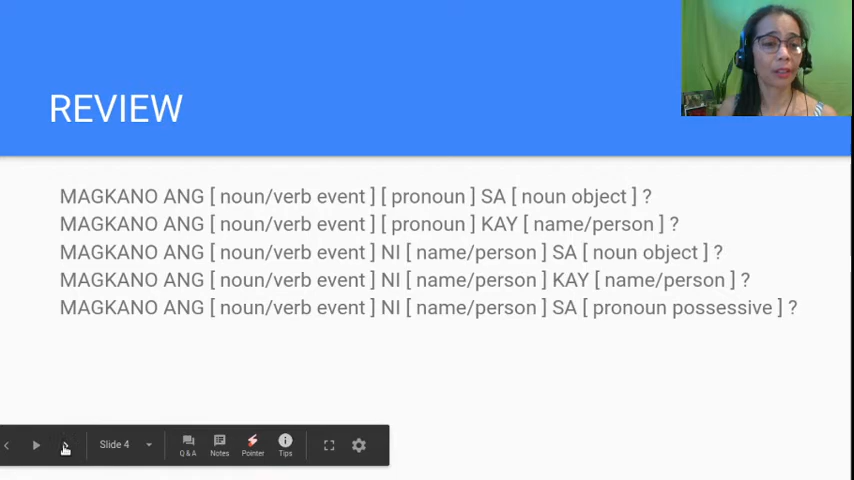 REVIEW
MAGKANO ANG [ noun/verb event ] [ pronoun ] SA [ noun object ] ?
MAGKANO ANG [ noun/verb event ] [ pronoun ] KAY [ name/person ] ?
MAGKANO ANG [ noun/verb event ] NI [ name/person ] SA [ noun object ] ?
MAGKANO ANG [ noun/verb event ] NI [ name/person ] KAY [ name/person ] ?
MAGKANO ANG [ noun/verb event ] NI [ name/person ] SA [ pronoun possessive ] ?
Slide 4
Q & A
Notes
Pointer
Tips